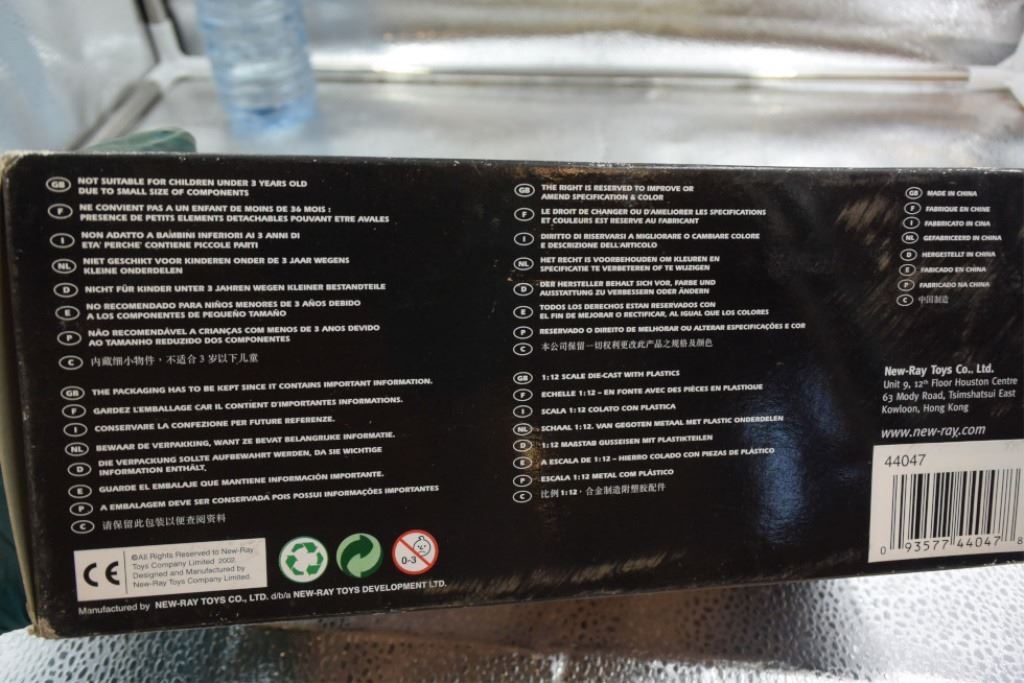 GB NOT SUITABLE FOR CHILDREN UNDER 3 YEARS OLD
DUE TO SMALL SIZE OF COMPONENTS
F NE CONVIENT PAS A UN ENFANT DE MOINS DE 36 MOIS :
PRESENCE DE PETITS ELEMENTS DETACHABLES POUVANT ETRE AVALES
I NON ADATTO A BAMBINI INFERIORI AI 3 ANNI DI
ETA' PERCHE' CONTIENE PICCOLE PARTI
NL NIET GESCHIKT VOOR KINDEREN ONDER DE 3 JAAR WEGENS
KLEINE ONDERDELEN
D NICHT FÜR KINDER UNTER 3 JAHREN WEGEN KLEINER BESTANDTEILE
E NO RECOMENDADO PARA NIÑOS MENORES DE 3 AÑOS DEBIDO
A LOS COMPONENTES DE PEQUEÑO TAMAÑO
P NÃO RECOMENDÁVEL A CRIANÇAS COM MENOS DE 3 ANOS DEVIDO
AO TAMANHO REDUZIDO DOS COMPONENTES
C 内藏细小物件，不适合 3 岁以下儿童
GB THE PACKAGING HAS TO BE KEPT SINCE IT CONTAINS IMPORTANT INFORMATION.
F GARDEZ L'EMBALLAGE CAR IL CONTIENT D'IMPORTANTES INFORMATIONS.
I CONSERVARE LA CONFEZIONE PER FUTURE REFERENZE.
NL BEWAAR DE VERPAKKING, WANT ZE BEVAT BELANGRIJKE INFORMATIE.
D DIE VERPACKUNG SOLLTE AUFBEWAHRT WERDEN, DA SIE WICHTIGE
INFORMATION ENTHÄLT.
E GUARDE EL EMBALAJE QUE MANTIENE INFORMACIÓN IMPORTANTE.
P A EMBALAGEM DEVE SER CONSERVADA POIS POSSUI INFORMAÇÕES IMPORTANTES
C 请保留此包装以便查阅资料
CE
©All Rights Reserved to New-Ray
Toys Company Limited 2002.
Designed and Manufactured by
New-Ray Toys Company Limited.
0-3
Manufactured by NEW-RAY TOYS CO., LTD. d/b/a NEW-RAY TOYS DEVELOPMENT LTD.
GB THE RIGHT IS RESERVED TO IMPROVE OR
AMEND SPECIFICATION & COLOR
F LE DROIT DE CHANGER OU D'AMELIORER LES SPECIFICATIONS
ET COULEURS EST RESERVE AU FABRICANT
I DIRITTO DI RISERVARSI A MIGLIORARE O CAMBIARE COLORE
E DESCRIZIONE DELL'ARTICOLO
NL HET RECHT IS VOORBEHOUDEN OM KLEUREN EN
SPECIFICATIE TE VERBETEREN OF TE WIJZIGEN
D DER HERSTELLER BEHALT SICH VOR, FARBE UND
AUSSTATTUNG ZU VERBESSERN ODER ÄNDERN
E TODOS LOS DERECHOS ESTAN RESERVADOS CON
EL FIN DE MEJORAR O RECTIFICAR, AL IGUAL QUE LOS COLORES
P RESERVADO O DIREITO DE MELHORAR OU ALTERAR ESPECIFICAÇÕES E COR
C 本公司保留一切权利更改此产品之规格及颜色
GB 1:12 SCALE DIE-CAST WITH PLASTICS
F ECHELLE 1:12 – EN FONTE AVEC DES PIÈCES EN PLASTIQUE
I SCALA 1:12 COLATO CON PLASTICA
NL SCHAAL 1:12. VAN GEGOTEN METAAL MET PLASTIC ONDERDELEN
D 1:12 MAßSTAB GUSSEISEN MIT PLASTIKTEILEN
E A ESCALA DE 1:12 – HIERRO COLADO CON PIEZAS DE PLÁSTICO
P ESCALA 1:12 METAL COM PLÁSTICO
C 比例 1:12，合金制造附塑胶配件
GB MADE IN CHINA
F FABRIQUE EN CHINE
I FABBRICATO IN CINA
NL GEFABRICEERD IN CHINA
D HERGESTELLT IN CHINA
E FABICADO EN CHINA
P FABRICADO NA CHINA
C 中国制造
New-Ray Toys Co., Ltd.
Unit 9, 12th Floor Houston Centre
63 Mody Road, Tsimshatsui East
Kowloon, Hong Kong
www.new-ray.com
44047
0 93577 44047 8